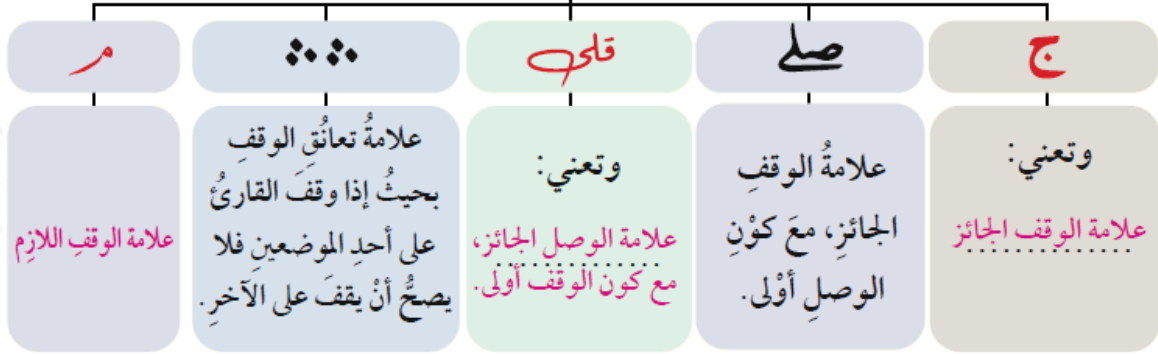 ج
صلے
قلى
∴ ∴
م
وتعني:
علامة الوقف الجائز
علامةُ الوقفِ
الجائزِ، معَ كوْنِ
الوصلِ أوْلى.
وتعني:
علامة الوصل الجائز،
مع كون الوقف أولى.
علامةُ تعانُقِ الوقفِ
بحيثُ إذا وقفَ القارئُ
على أحدِ الموضعينِ فلا
يصحُّ أنْ يقفَ على الآخرِ.
علامة الوقفِ اللازِم